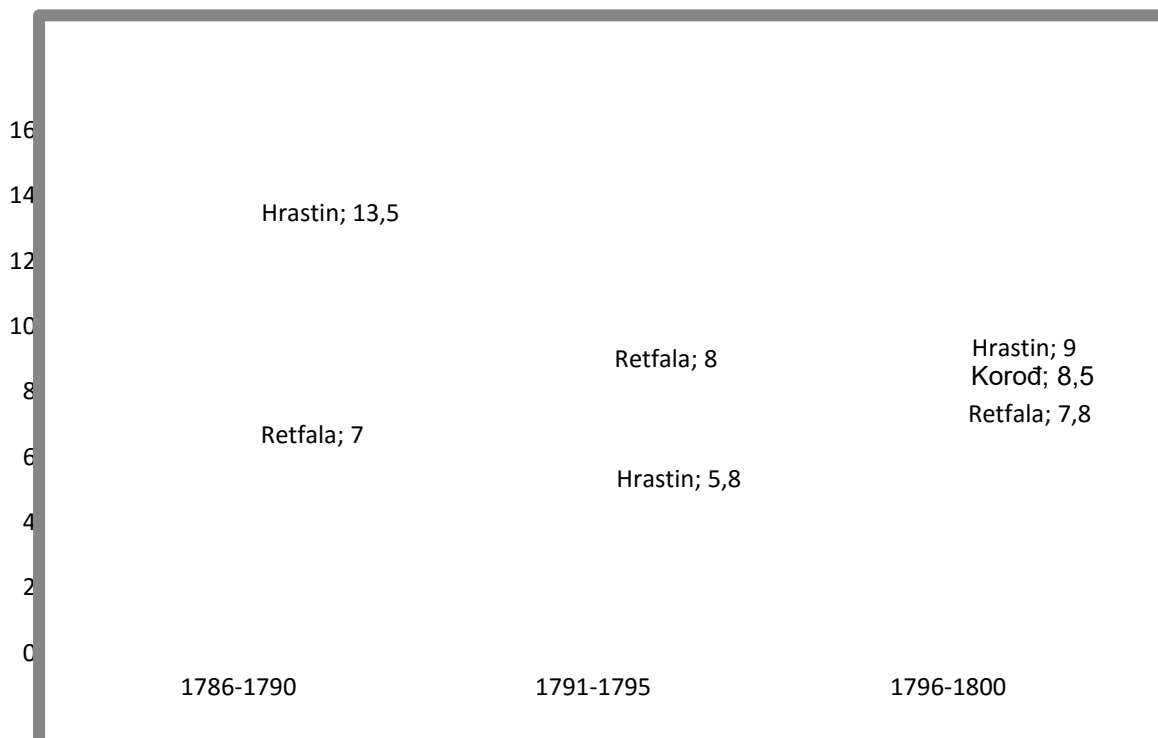 16
14
Hrastin; 13,5
12
10
Hrastin; 9
Retfala; 8
Korođ; 8,5
8
Retfala; 7,8
Retfala; 7
6
Hrastin; 5,8
4
2
0
1786-1790 1791-1795 1796-1800